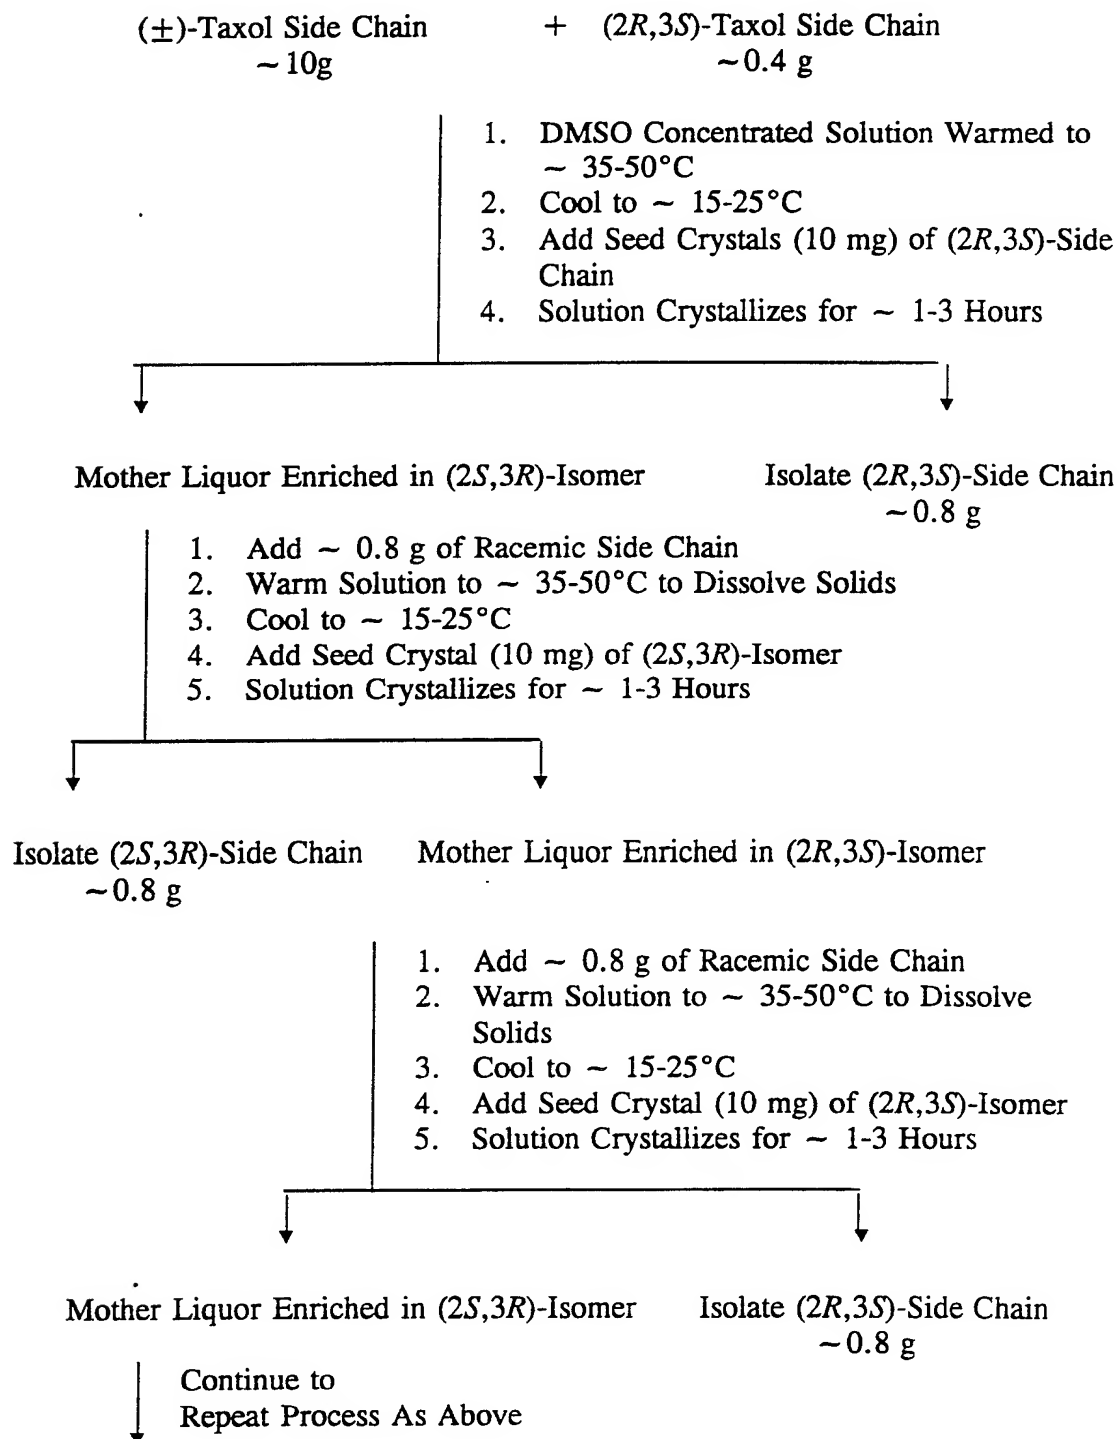 (±)-Taxol Side Chain + (2R,3S)-Taxol Side Chain
~10g ~0.4 g
1. DMSO Concentrated Solution Warmed to
~ 35-50°C
2. Cool to ~ 15-25°C
3. Add Seed Crystals (10 mg) of (2R,3S)-Side
Chain
4. Solution Crystallizes for ~ 1-3 Hours
Mother Liquor Enriched in (2S,3R)-Isomer Isolate (2R,3S)-Side Chain
~0.8 g
1. Add ~ 0.8 g of Racemic Side Chain
2. Warm Solution to ~ 35-50°C to Dissolve Solids
3. Cool to ~ 15-25°C
4. Add Seed Crystal (10 mg) of (2S,3R)-Isomer
5. Solution Crystallizes for ~ 1-3 Hours
Isolate (2S,3R)-Side Chain Mother Liquor Enriched in (2R,3S)-Isomer
~0.8 g
1. Add ~ 0.8 g of Racemic Side Chain
2. Warm Solution to ~ 35-50°C to Dissolve
Solids
3. Cool to ~ 15-25°C
4. Add Seed Crystal (10 mg) of (2R,3S)-Isomer
5. Solution Crystallizes for ~ 1-3 Hours
Mother Liquor Enriched in (2S,3R)-Isomer Isolate (2R,3S)-Side Chain
~0.8 g
Continue to
Repeat Process As Above